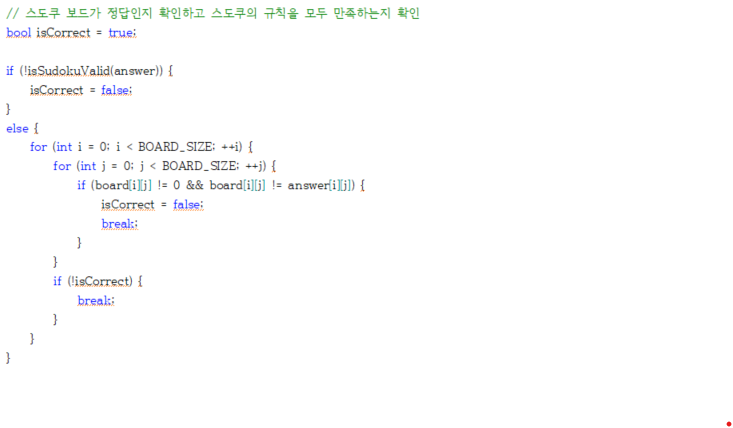 // 스도쿠 보드가 정답인지 확인하고 스도쿠의 규칙을 모두 만족하는지 확인
bool isCorrect = true;
if (!isSudokuValid(answer)) {
isCorrect = false;
}
else {
for (int i = 0; i < BOARD_SIZE; ++i) {
for (int j = 0; j < BOARD_SIZE; ++j) {
if (board[i][j] != 0 && board[i][j] != answer[i][j]) {
isCorrect = false;
break;
}
}
if (!isCorrect) {
break;
}
}
}